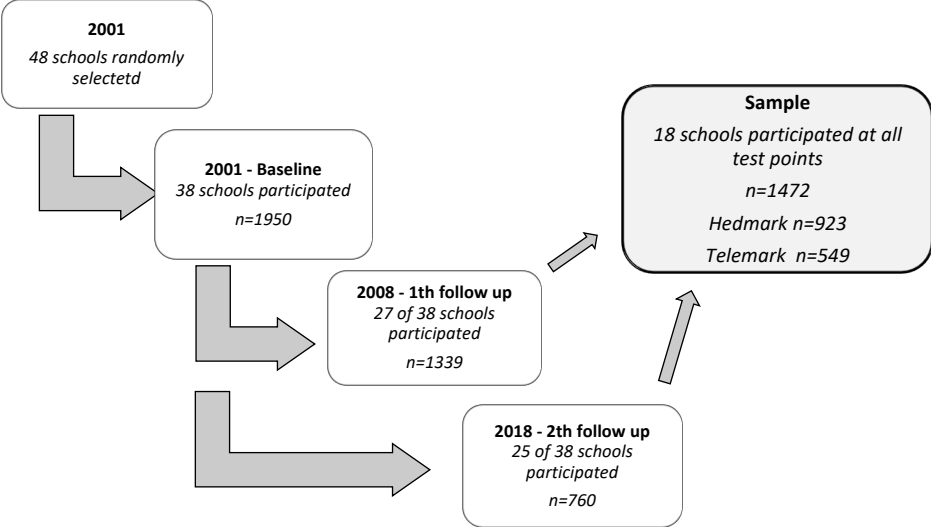 2001
48 schools randomly
selectetd
2001 - Baseline
38 schools participated
n=1950
2008 - 1th follow up
27 of 38 schools
participated
n=1339
2018 - 2th follow up
25 of 38 schools
participated
n=760
Sample
18 schools participated at all
test points
n=1472
Hedmark n=923
Telemark n=549